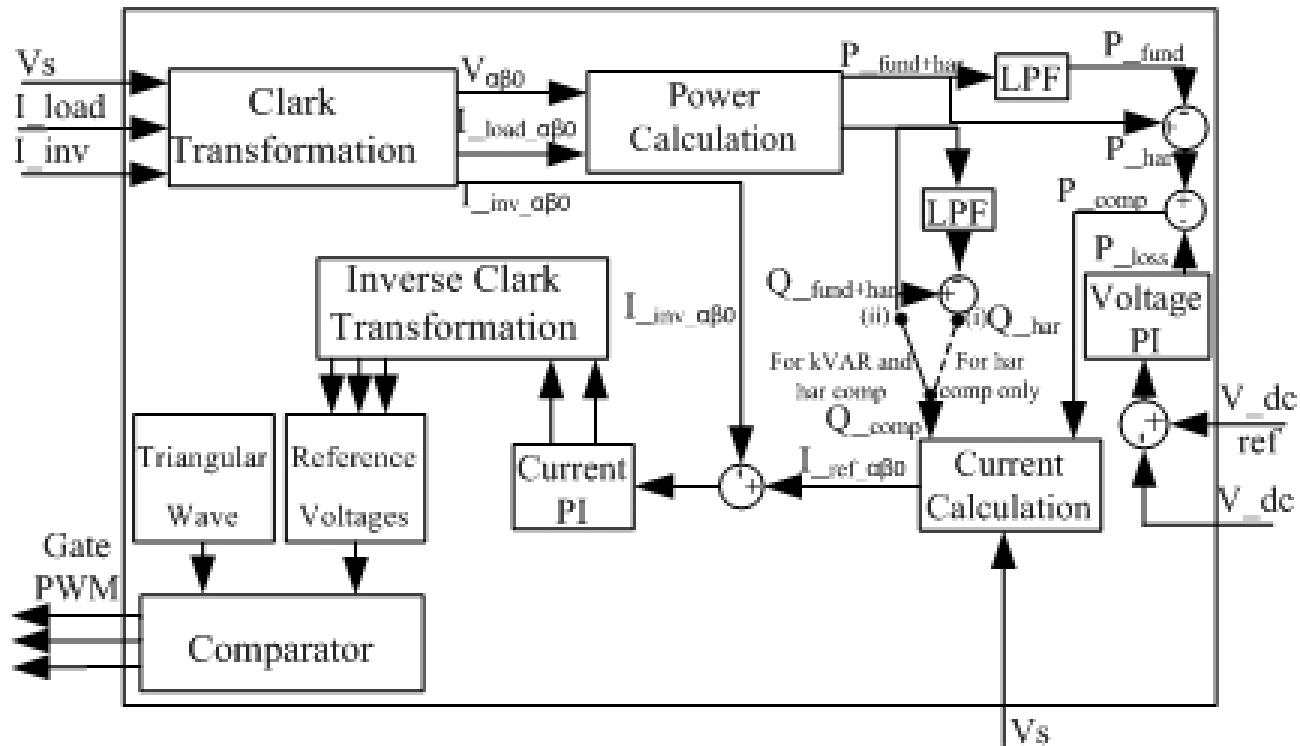 Vs
I_load
I_inv
Clark
Transformation
V_αβ0
I_load_αβ0
I_inv_αβ0
Power
Calculation
P_fund+har
LPF
P_fund
P_har
P_comp
P_loss
LPF
Q_fund+har
(ii)
(i)
Q_har
For kVAR and
har comp
For har
comp only
Q_comp
Voltage
PI
V_dc
ref
V_dc
Inverse Clark
Transformation
I_inv_αβ0
Triangular
Wave
Reference
Voltages
Current
PI
I_ref_αβ0
Current
Calculation
Gate
PWM
Comparator
Vs